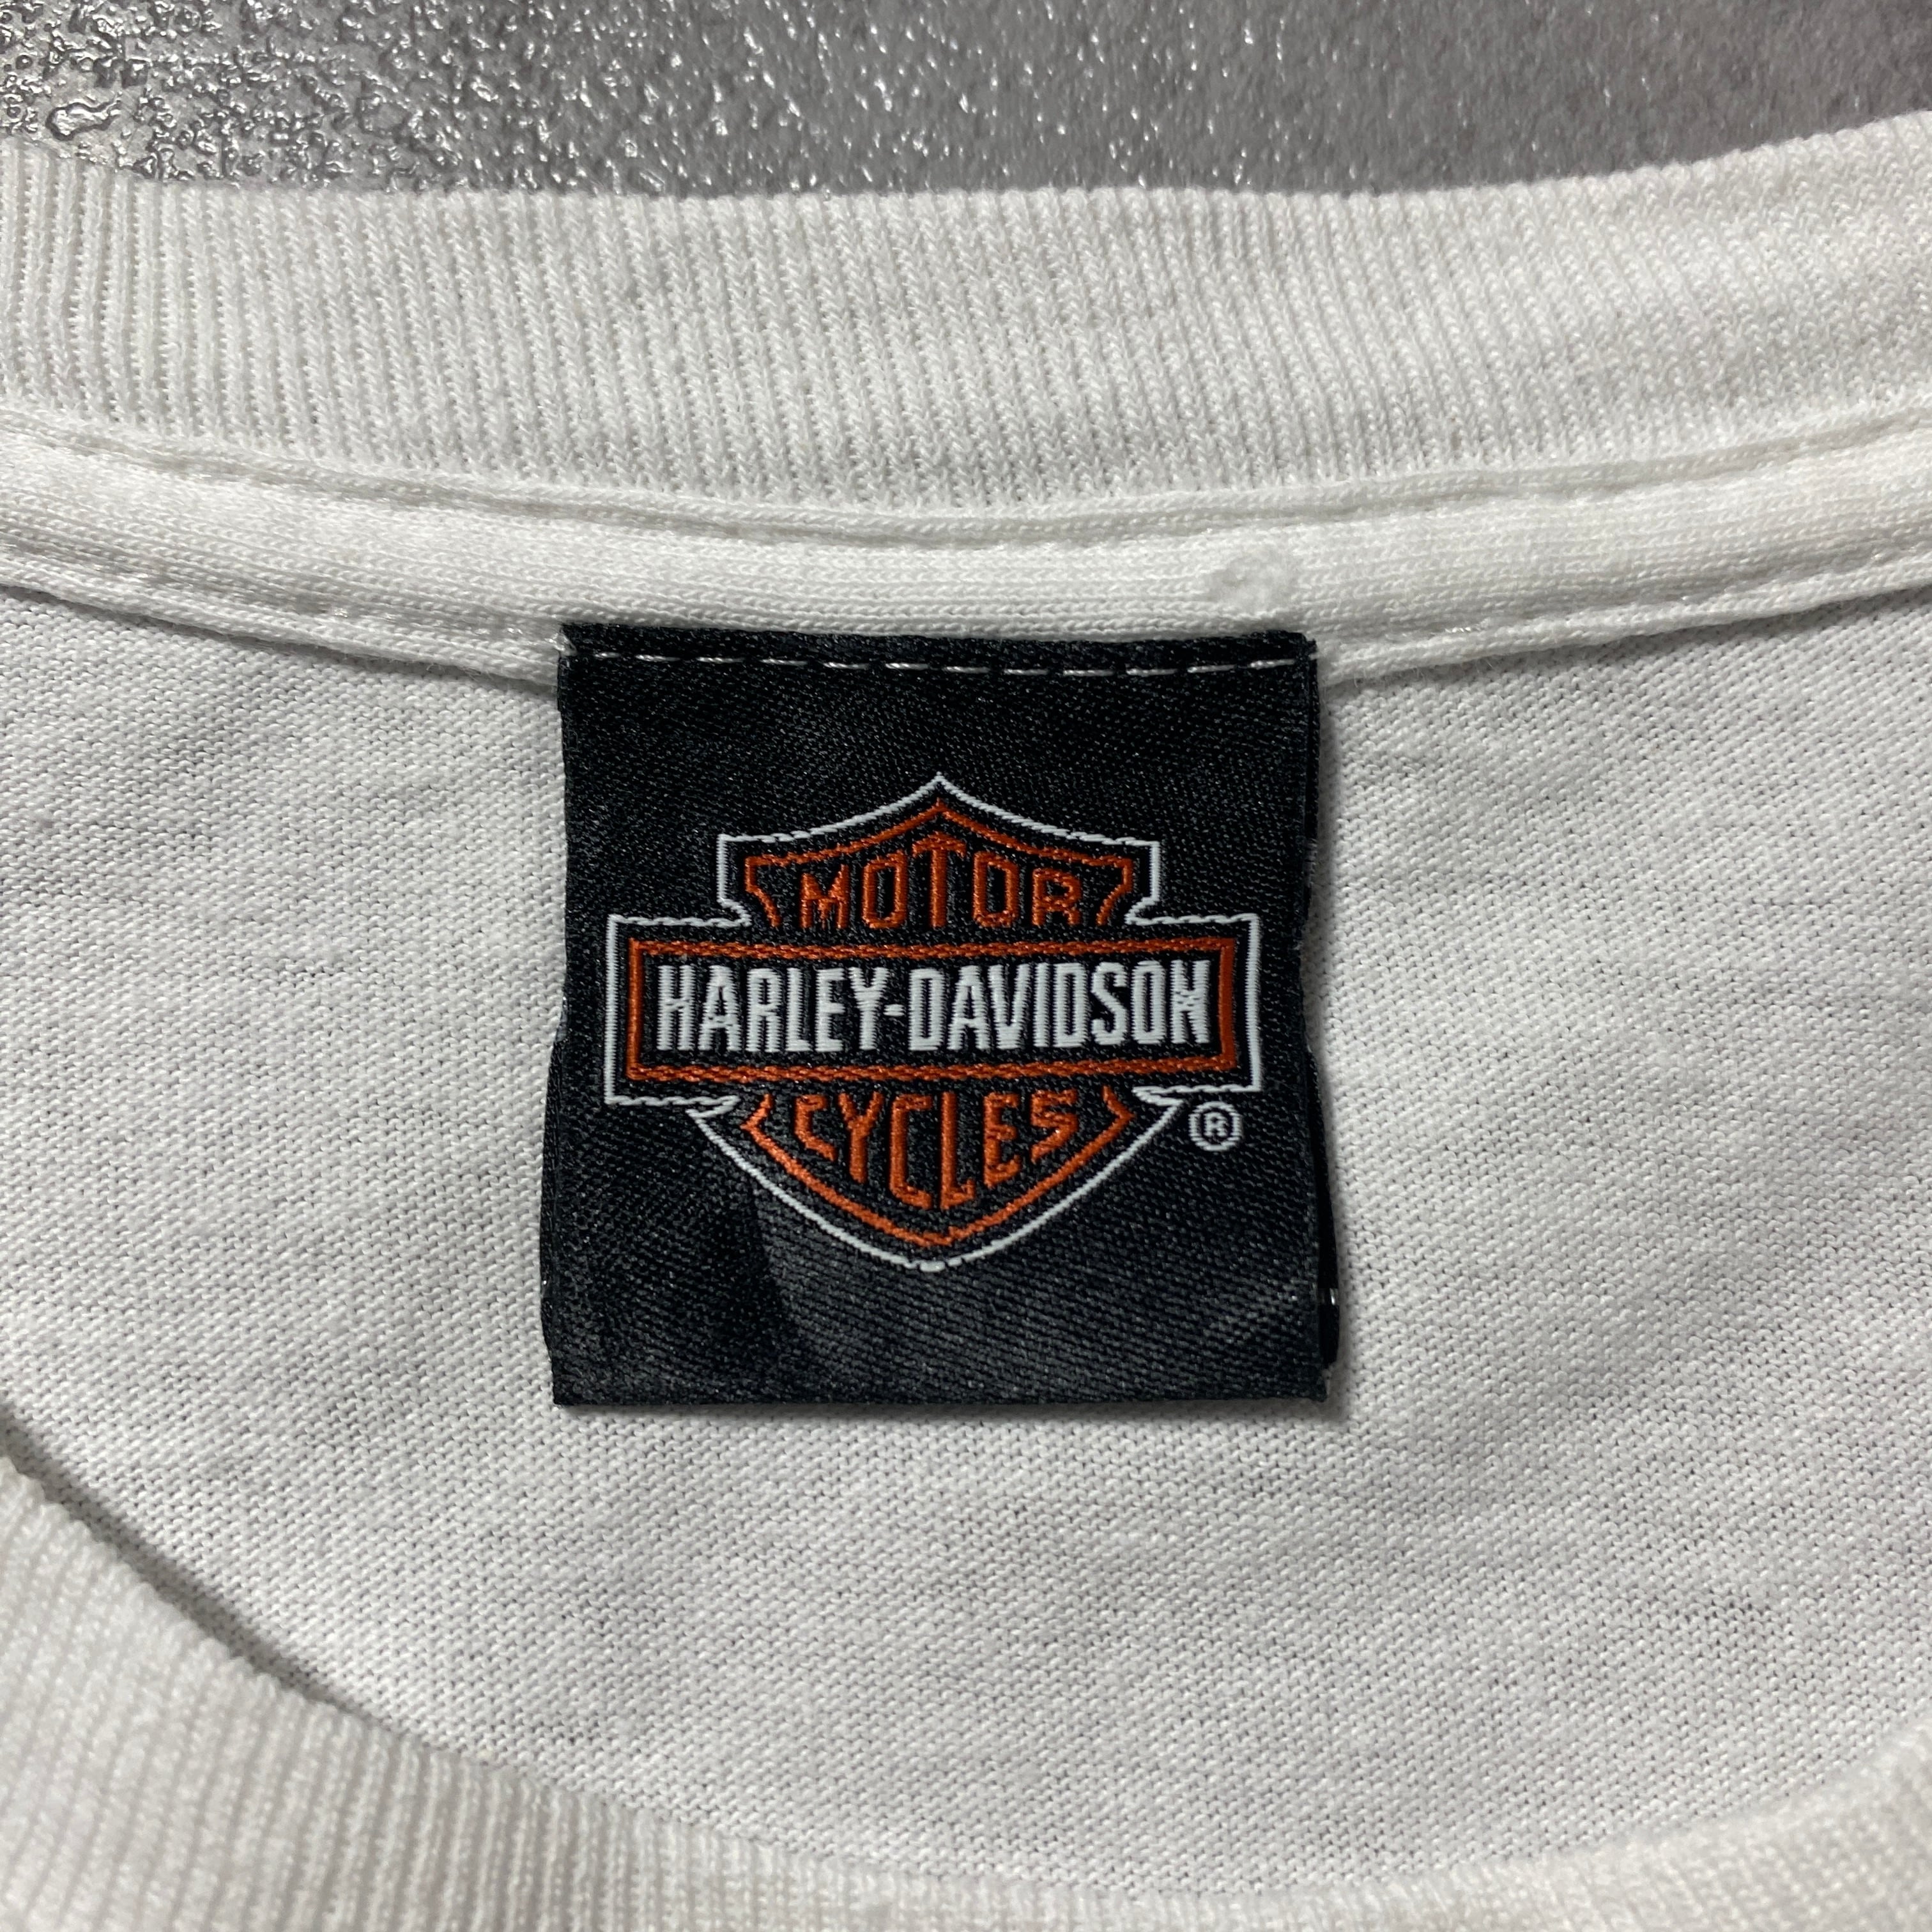 MOTOR
HARLEY-DAVIDSON
CYCLES
®